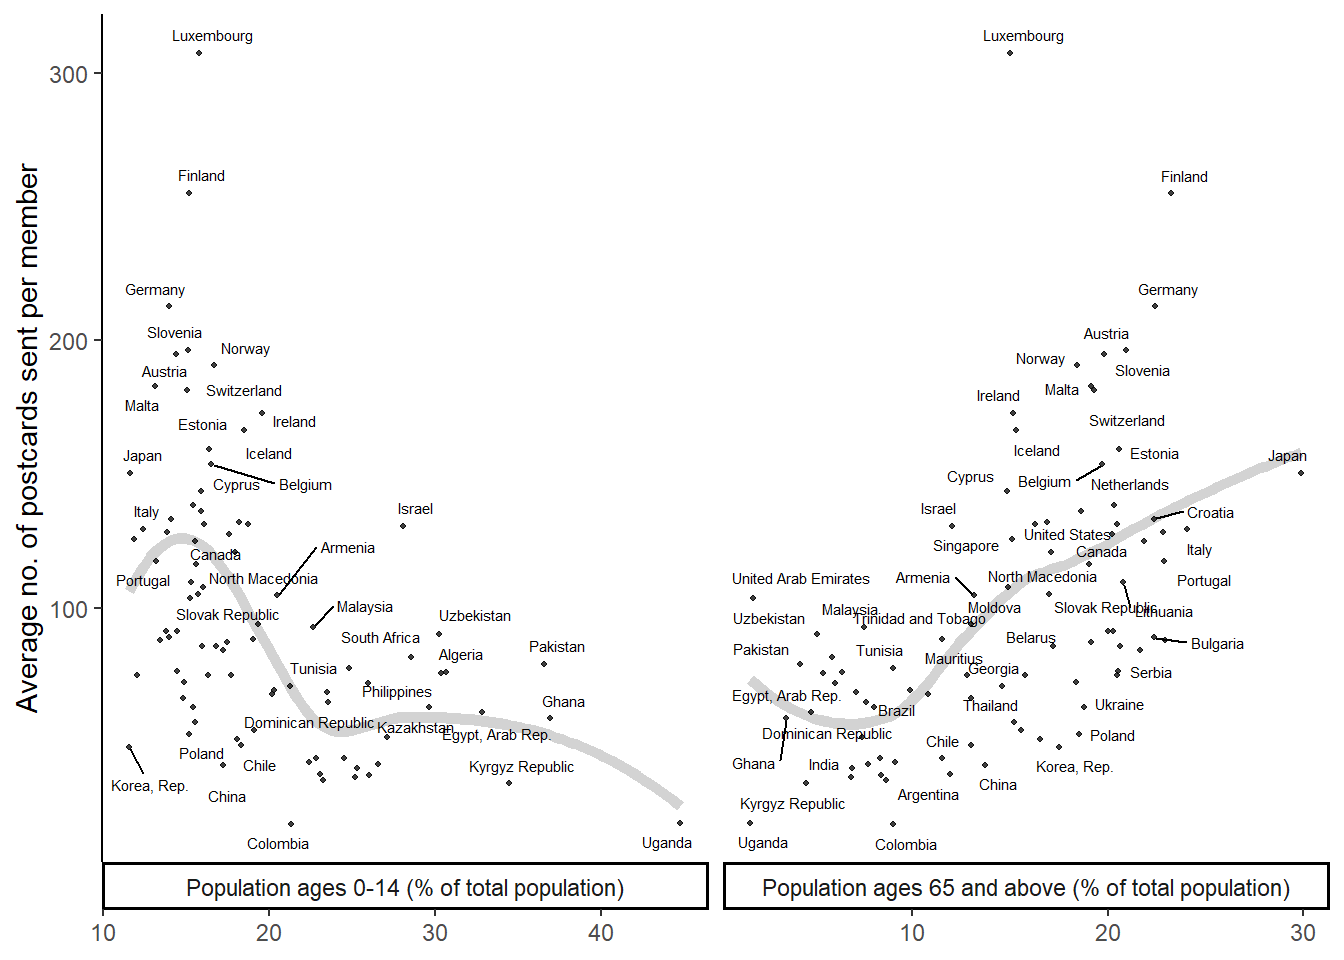 Average no. of postcards sent per member
300
200
100
Luxembourg
Finland
Germany
Slovenia
Norway
Austria
Switzerland
Malta
Ireland
Estonia
Iceland
Japan
Cyprus
Belgium
Italy
Israel
Armenia
Canada
Portugal
North Macedonia
Slovak Republic
Malaysia
Uzbekistan
South Africa
Pakistan
Algeria
Tunisia
Philippines
Ghana
Dominican Republic
Kazakhstan
Egypt, Arab Rep.
Poland
Chile
Kyrgyz Republic
Korea, Rep.
China
Colombia
Uganda
Population ages 0-14 (% of total population)
10
20
30
40
Luxembourg
Finland
Germany
Austria
Norway
Slovenia
Malta
Ireland
Switzerland
Iceland
Estonia
Japan
Cyprus
Belgium
Netherlands
Israel
Croatia
United States
Singapore
Canada
Italy
United Arab Emirates
Armenia
North Macedonia
Portugal
Malaysia
Moldova
Slovak Republic
Lithuania
Uzbekistan
Trinidad and Tobago
Belarus
Bulgaria
Pakistan
Tunisia
Mauritius
Georgia
Serbia
Egypt, Arab Rep.
Brazil
Thailand
Ukraine
Dominican Republic
Chile
Poland
Ghana
India
Korea, Rep.
Argentina
China
Kyrgyz Republic
Uganda
Colombia
Population ages 65 and above (% of total population)
10
20
30